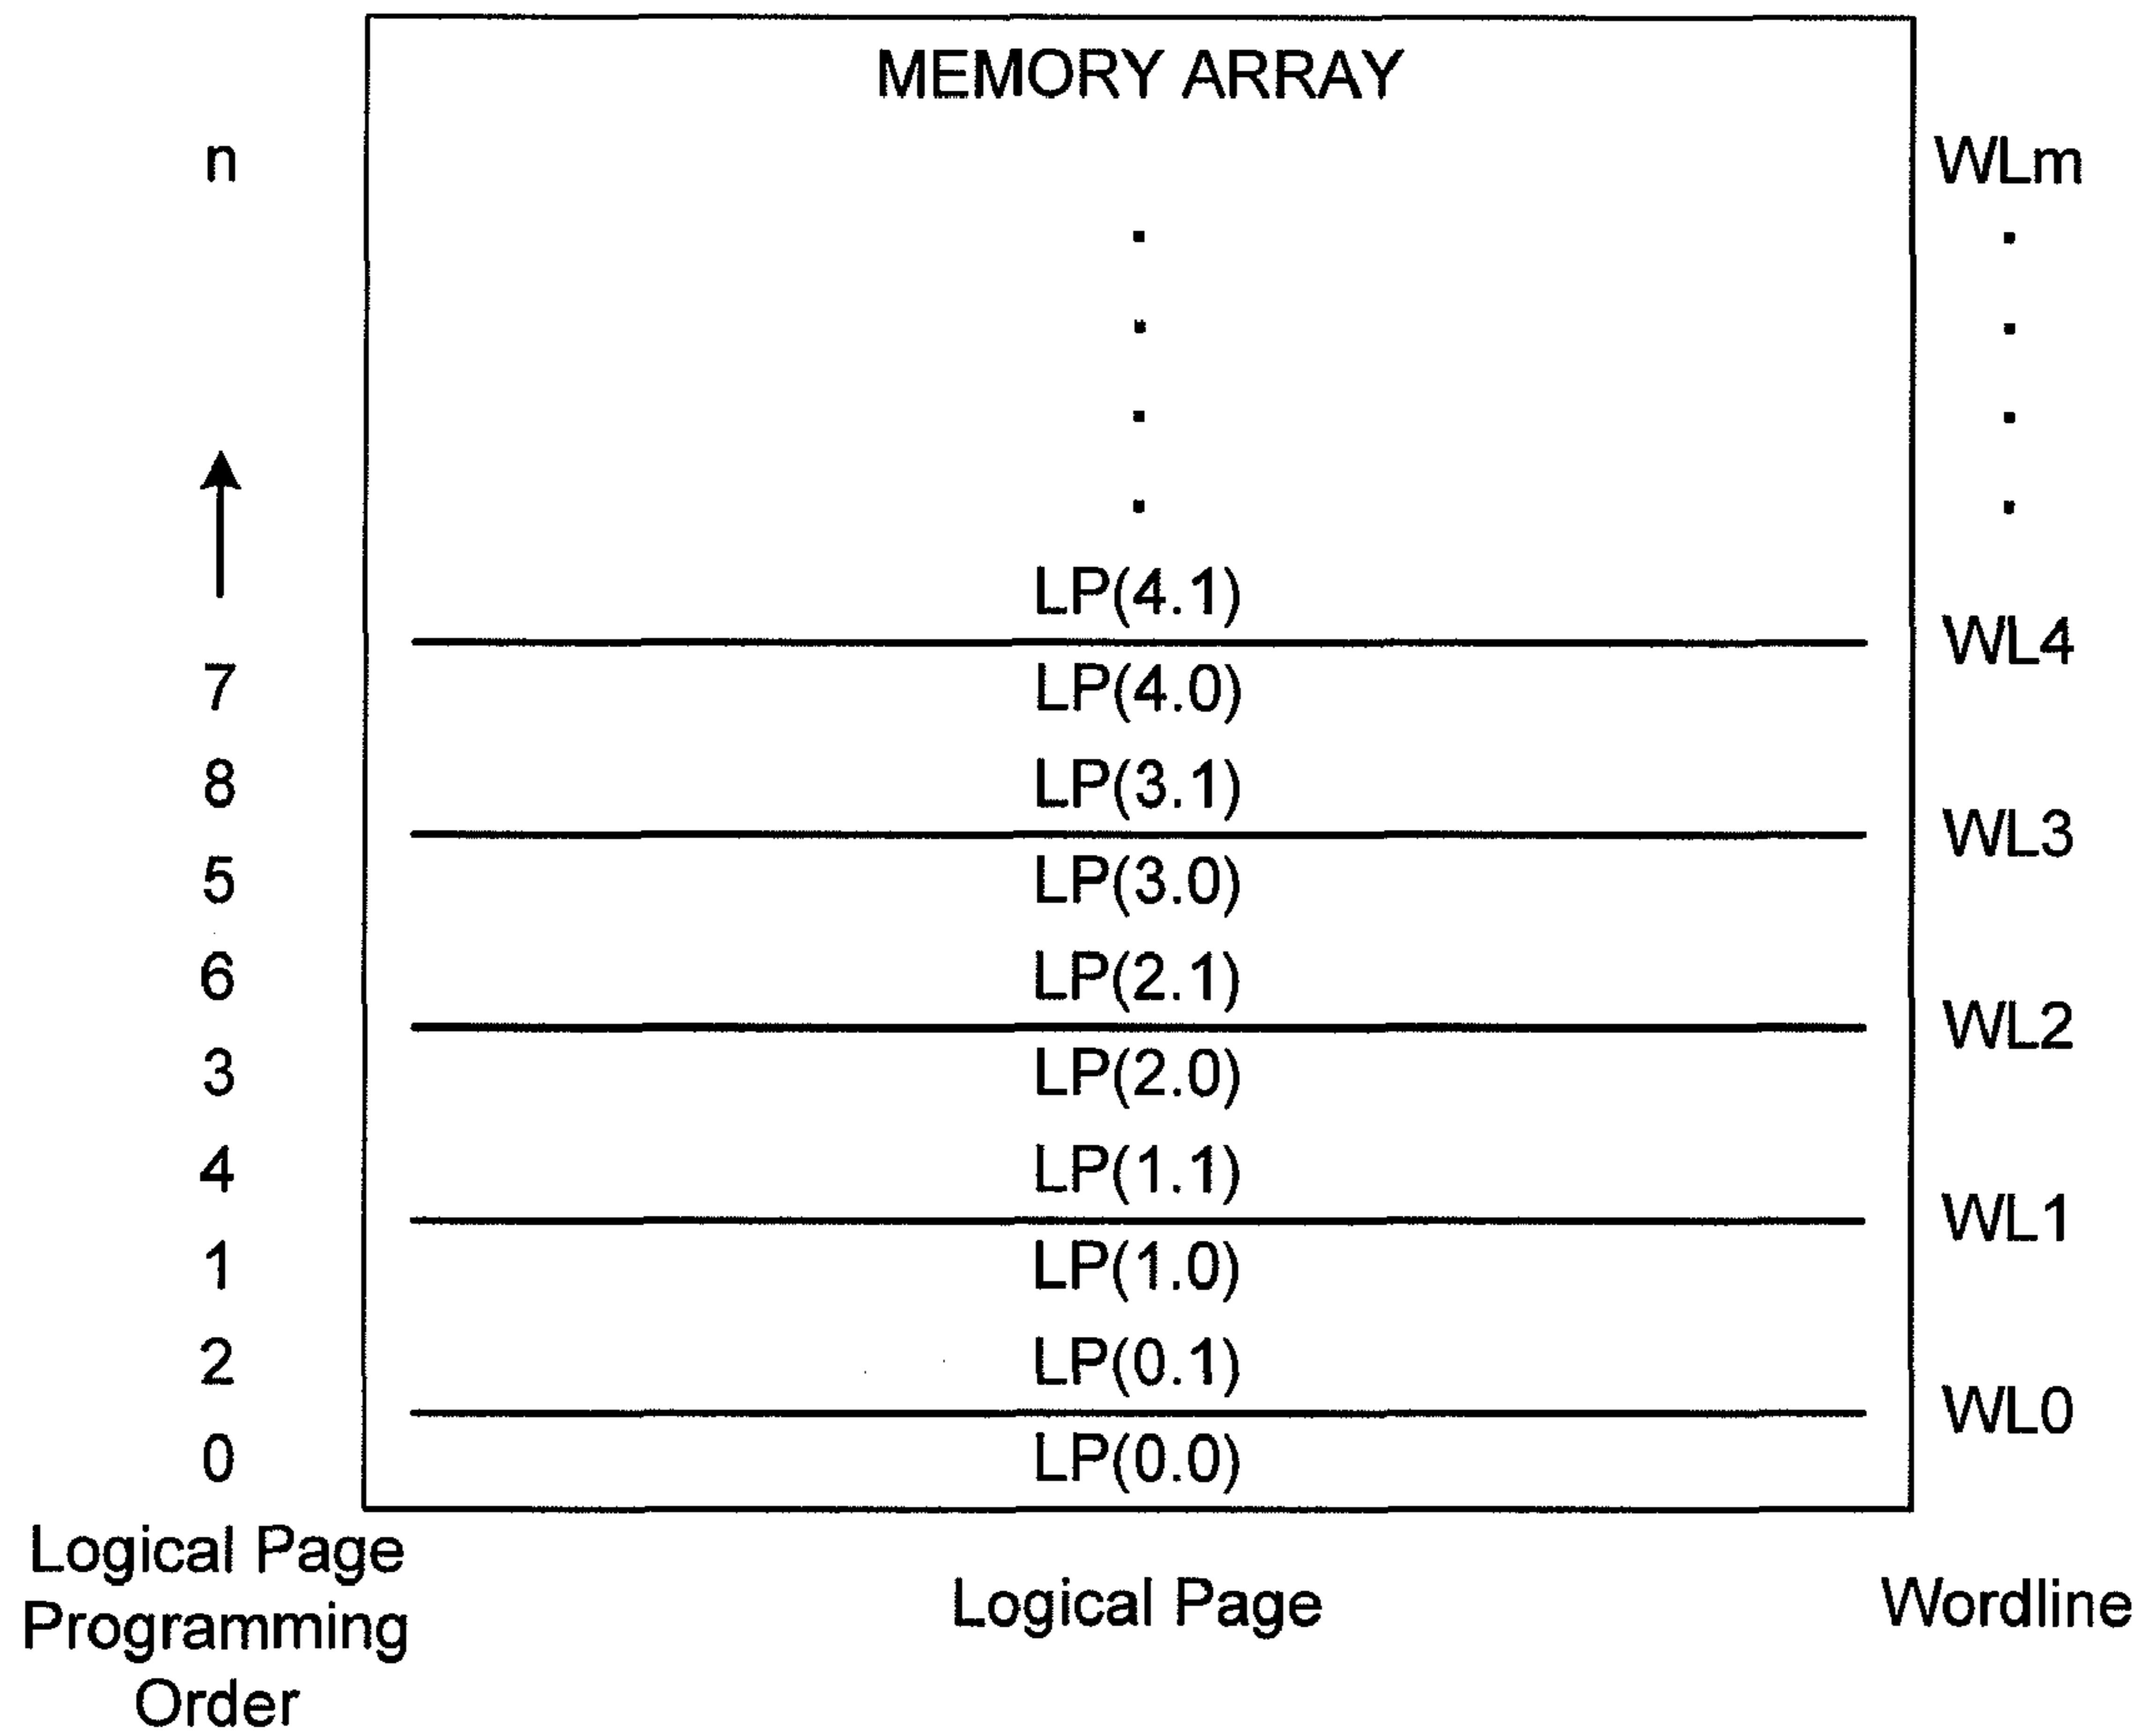 MEMORY ARRAY
n WLm
LP(4.1)
WL4
7 LP(4.0)
8 LP(3.1)
WL3
5 LP(3.0)
6 LP(2.1)
WL2
3 LP(2.0)
4 LP(1.1)
WL1
1 LP(1.0)
2 LP(0.1)
WL0
0 LP(0.0)
Logical Page
Programming
Order
Logical Page
Wordline